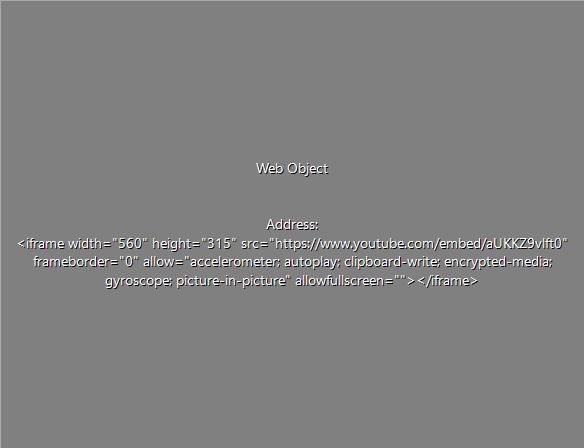 Web Object
Address:
<iframe width="560" height="315" src="https://www.youtube.com/embed/aUKKZ9vlft0"
frameborder="0" allow="accelerometer; autoplay; clipboard-write; encrypted-media;
gyroscope; picture-in-picture" allowfullscreen=""></iframe>